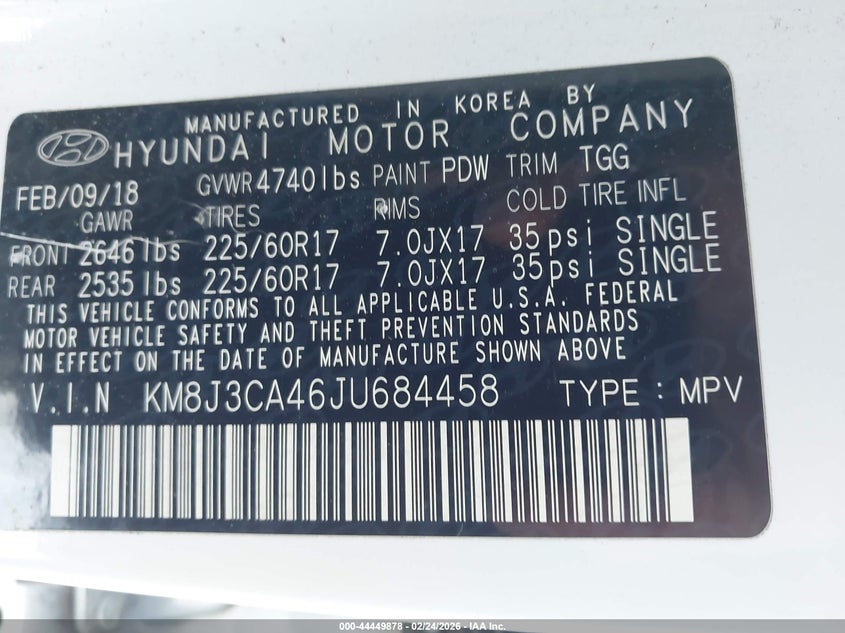 MANUFACTURED IN KOREA BY
HYUNDAI MOTOR COMPANY
FEB/09/18 GVWR 4740lbs PAINT PDW TRIM TGG
GAWR TIRES RIMS COLD TIRE INFL
FRONT 2646lbs 225/60R17 7.0JX17 35psi SINGLE
REAR 2535lbs 225/60R17 7.0JX17 35psi SINGLE
THIS VEHICLE CONFORMS TO ALL APPLICABLE U.S.A. FEDERAL
MOTOR VEHICLE SAFETY AND THEFT PREVENTION STANDARDS
IN EFFECT ON THE DATE OF MANUFACTURE SHOWN ABOVE
V.I.N KM8J3CA46JU684458 TYPE : MPV
000-44449878 - 02/24/2026 - IAA Inc.